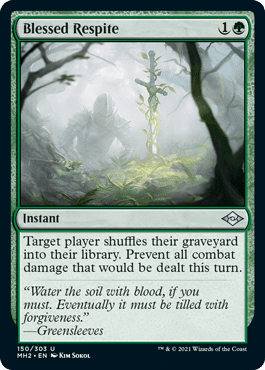 Blessed Respite 1
Instant
Target player shuffles their graveyard
into their library. Prevent all combat
damage that would be dealt this turn.
“Water the soil with blood, if you
must. Eventually it must be tilled with
forgiveness.”
—Greensleeves
150/303 U
MH2 • EN Kim Sokol
™ & © 2021 Wizards of the Coast